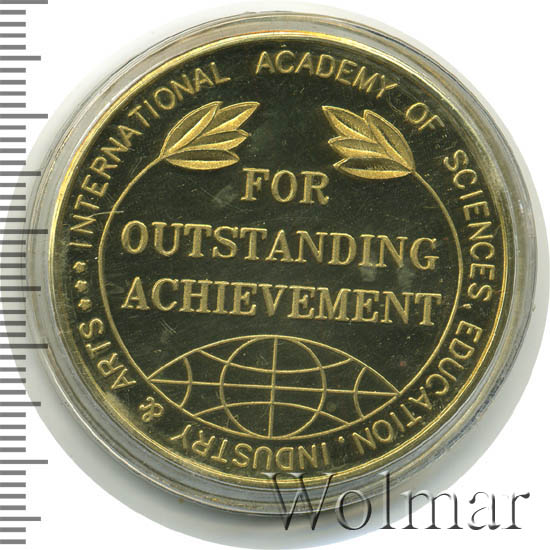 *** INTERNATIONAL ACADEMY OF SCIENCES, EDUCATION, INDUSTRY & ARTS
FOR
OUTSTANDING
ACHIEVEMENT
Wolmar